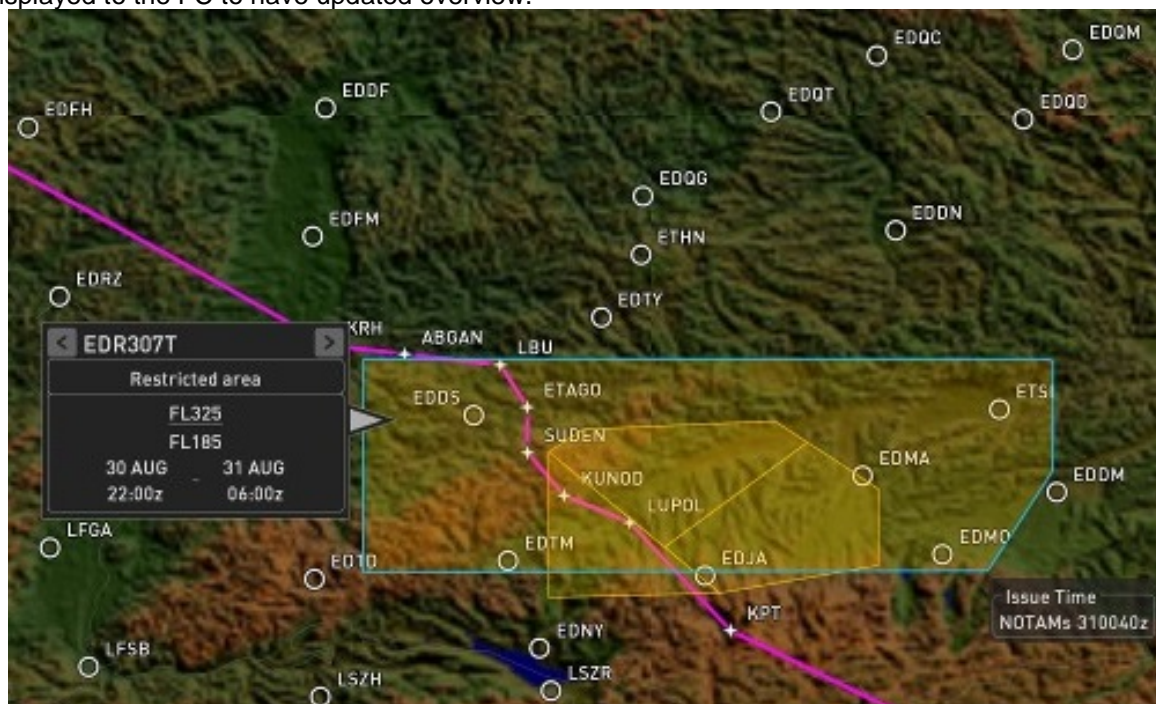 displayed to the FC to have updated overview.
EDQC
EDQM
EDDF
EDFH
EDQT
EDQD
EDQG
EDFM
EDDN
ETHN
EDRZ
EDTY
KRH
ABGAN
LBU
< EDR307T >
Restricted area
FL325
FL185
30 AUG - 31 AUG
22:00z 06:00z
EDDS
ETAGO
ETSI
SUDEN
EDMA
KUNOD
EDDM
LUPOL
LFGA
EDTM
EDMO
EDTD
EDJA
Issue Time
NOTAMs 310040z
KPT
EDNY
LFSB
LSZH
LSZR